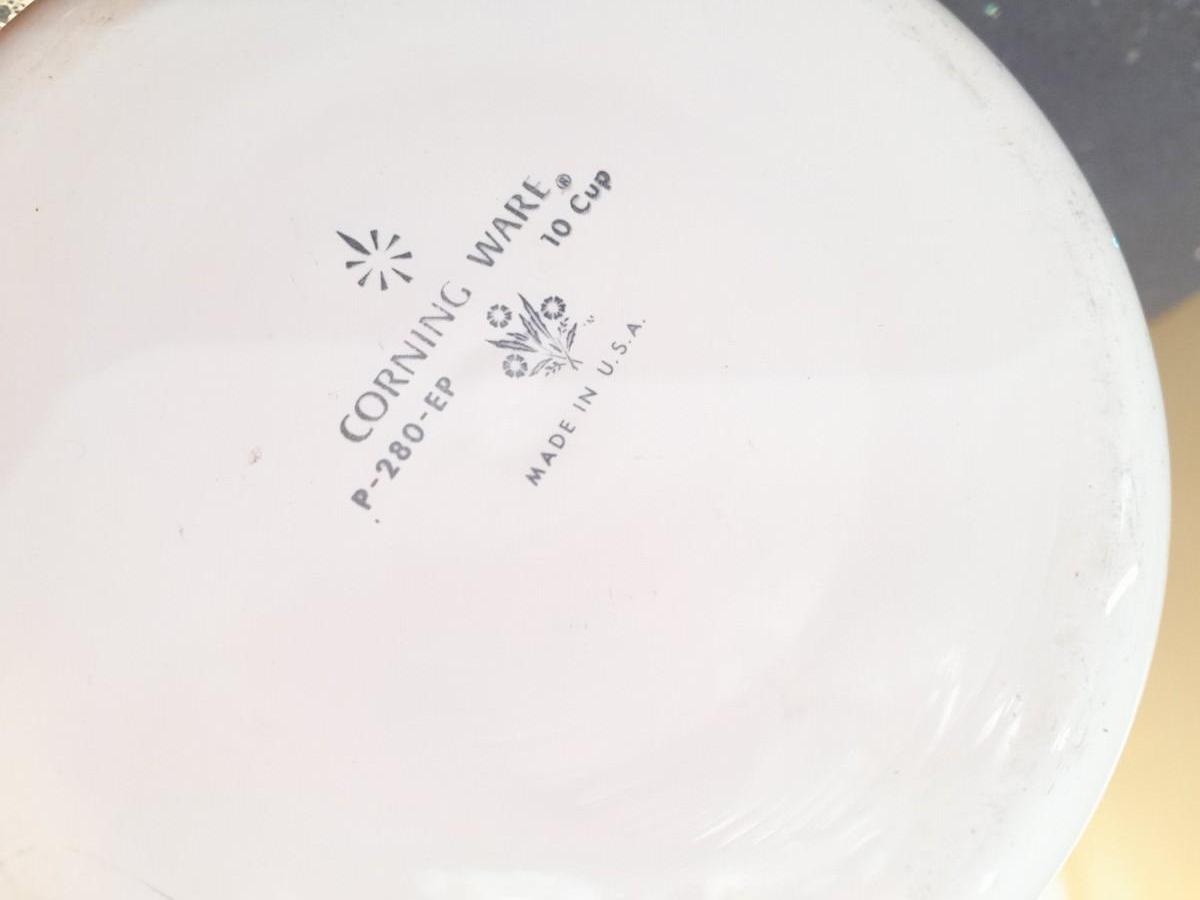 CORNING WARE®
P-280-EP 10 Cup
MADE IN U.S.A.